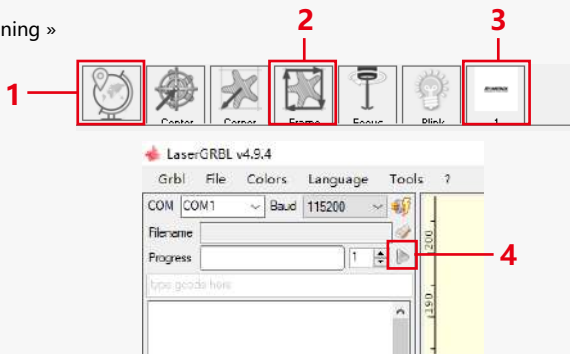 2
3
ning »
1
Center
Corner
Frame
Focus
Blink
1
LaserGRBL v4.9.4
Grbl File Colors Language Tools ?
COM COM1 Baud 115200
Filename
Progress 1
4
type gcode here
200
190